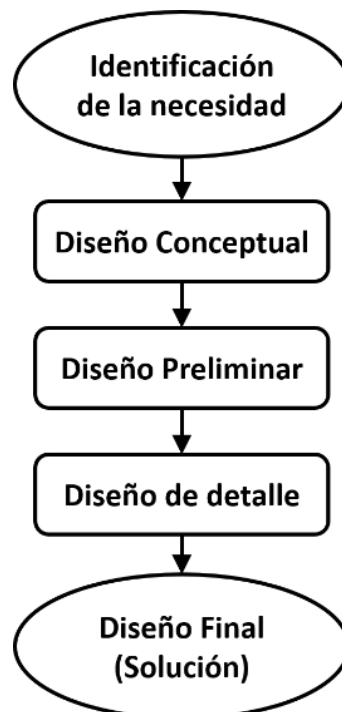 Identificación
de la necesidad
Diseño Conceptual
Diseño Preliminar
Diseño de detalle
Diseño Final
(Solución)